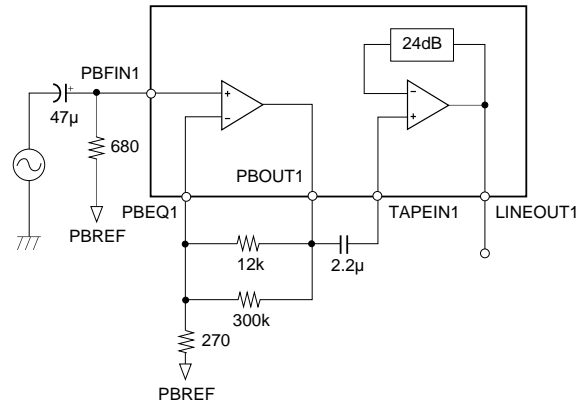 24dB
PBFIN1
+
47µ
680
+
−
−
+
PBREF
PBOUT1
PBEQ1
TAPEIN1
LINEOUT1
12k
2.2µ
300k
270
PBREF